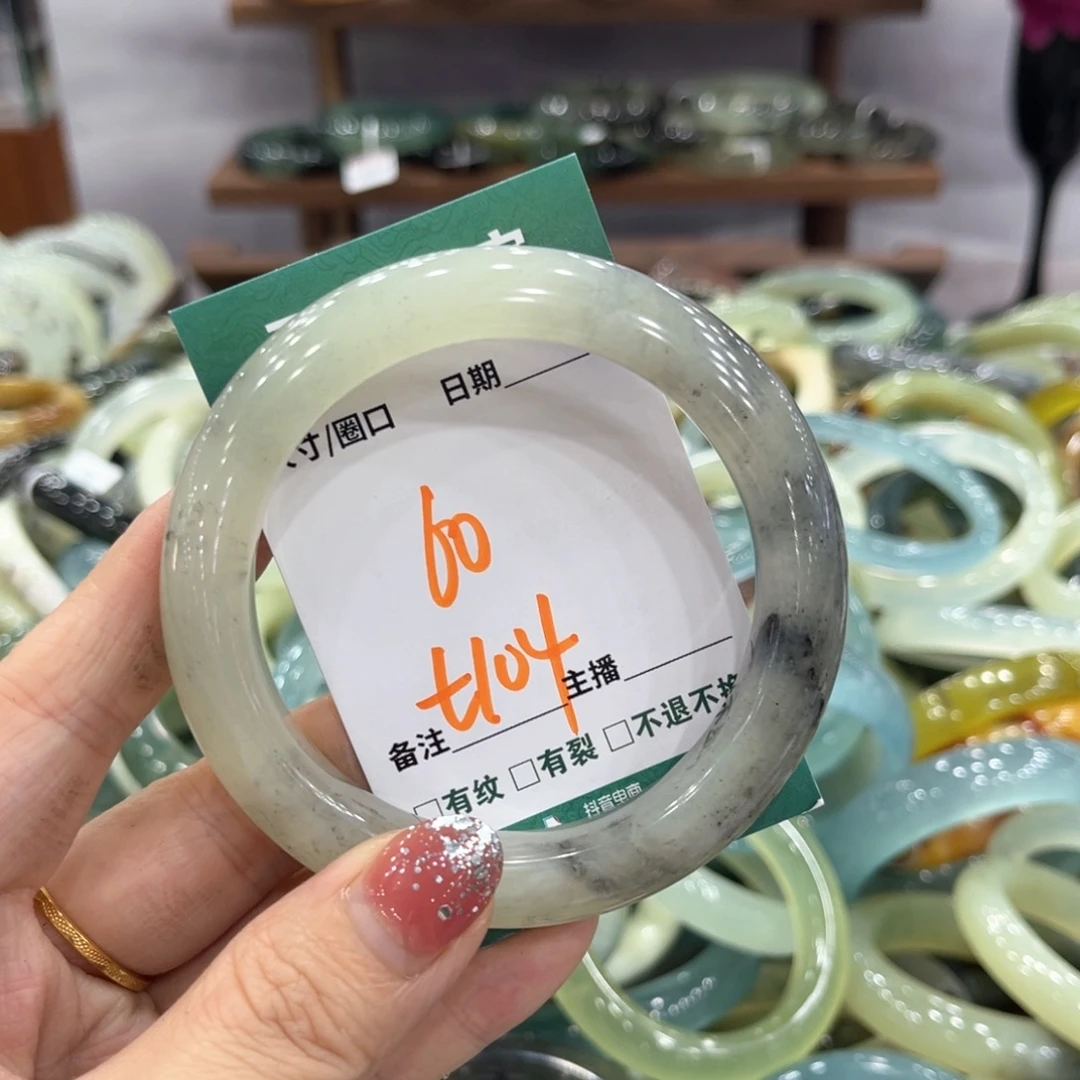 寸/圈口 日期
60
t104
主播
备注
□有纹 □有裂 □不退不换
抖音电商